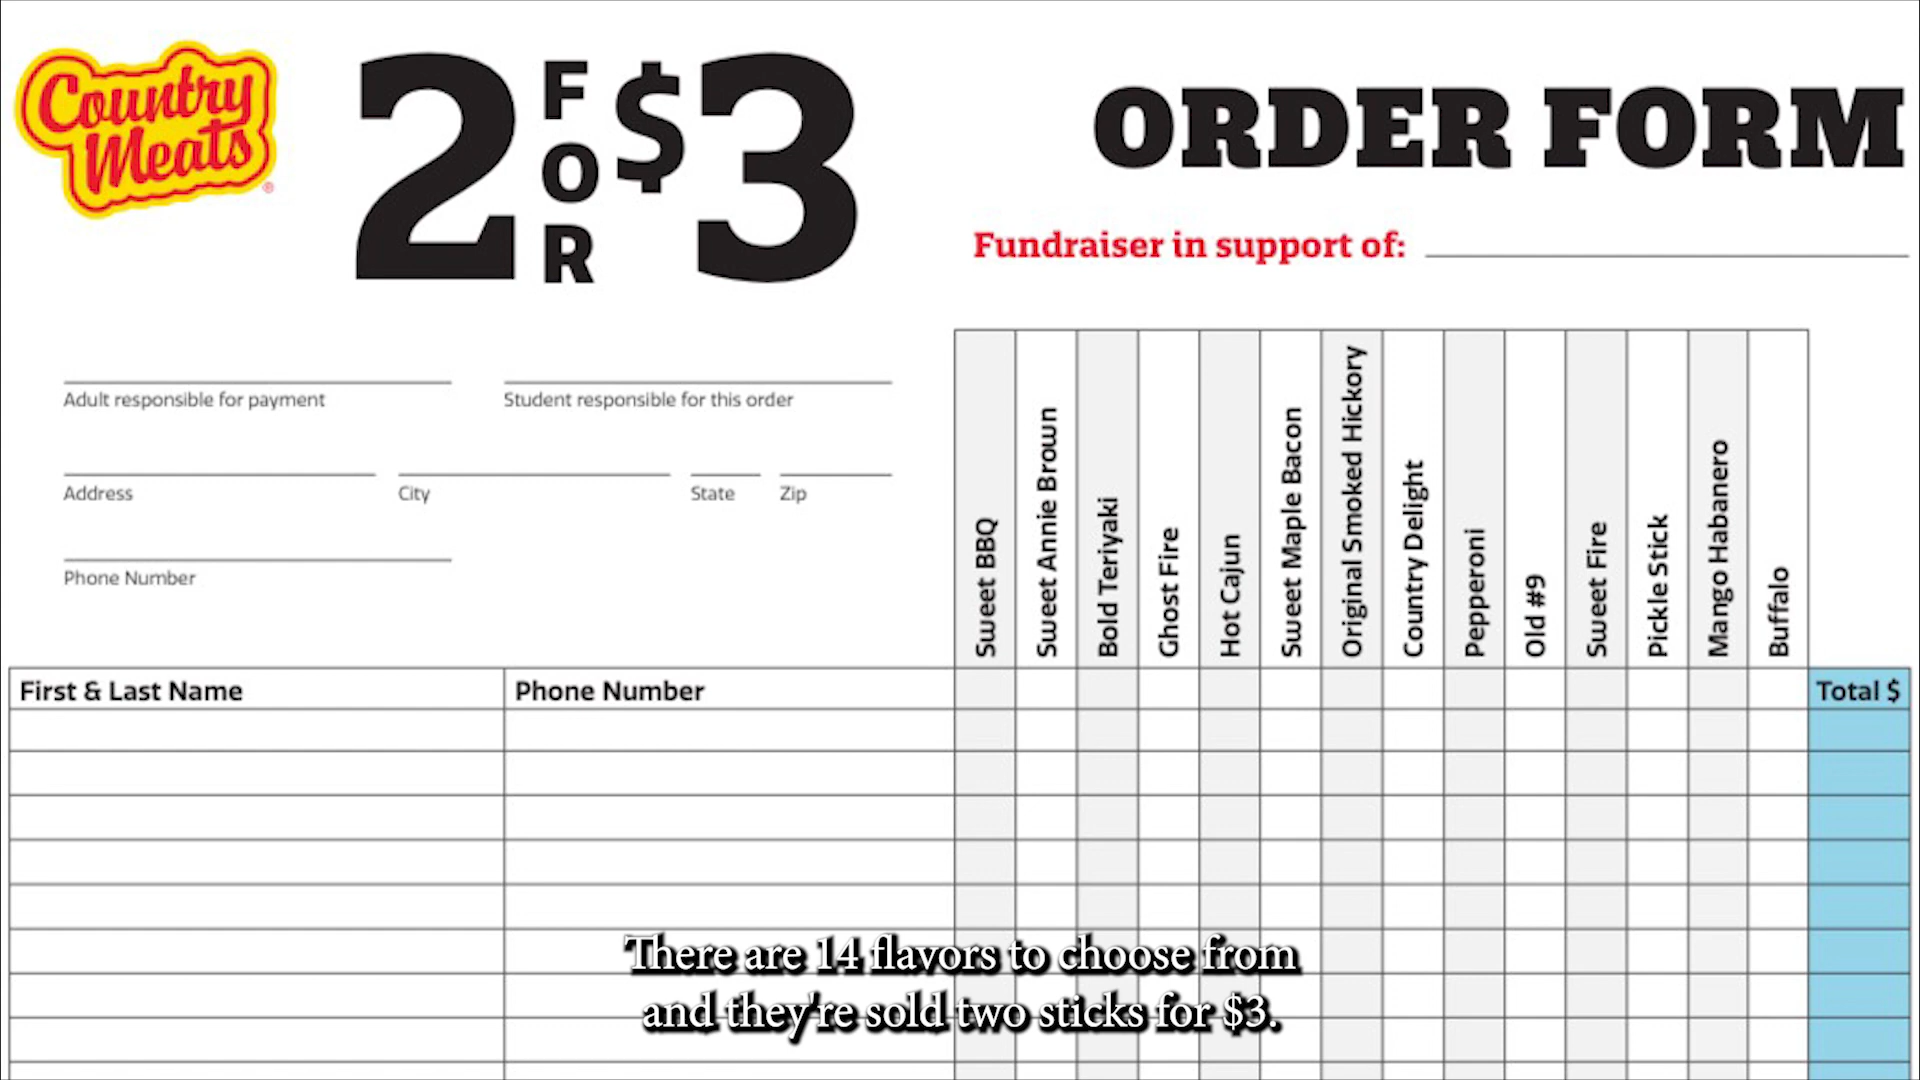 Country
Meats
®
2 FOR $3
ORDER FORM
Fundraiser in support of:
Adult responsible for payment
Student responsible for this order
Address
City
State
Zip
Phone Number
Sweet BBQ
Sweet Annie Brown
Bold Teriyaki
Ghost Fire
Hot Cajun
Sweet Maple Bacon
Original Smoked Hickory
Country Delight
Pepperoni
Old #9
Sweet Fire
Pickle Stick
Mango Habanero
Buffalo
First & Last Name
Phone Number
Total $
There are 14 flavors to choose from
and they're sold two sticks for $3.